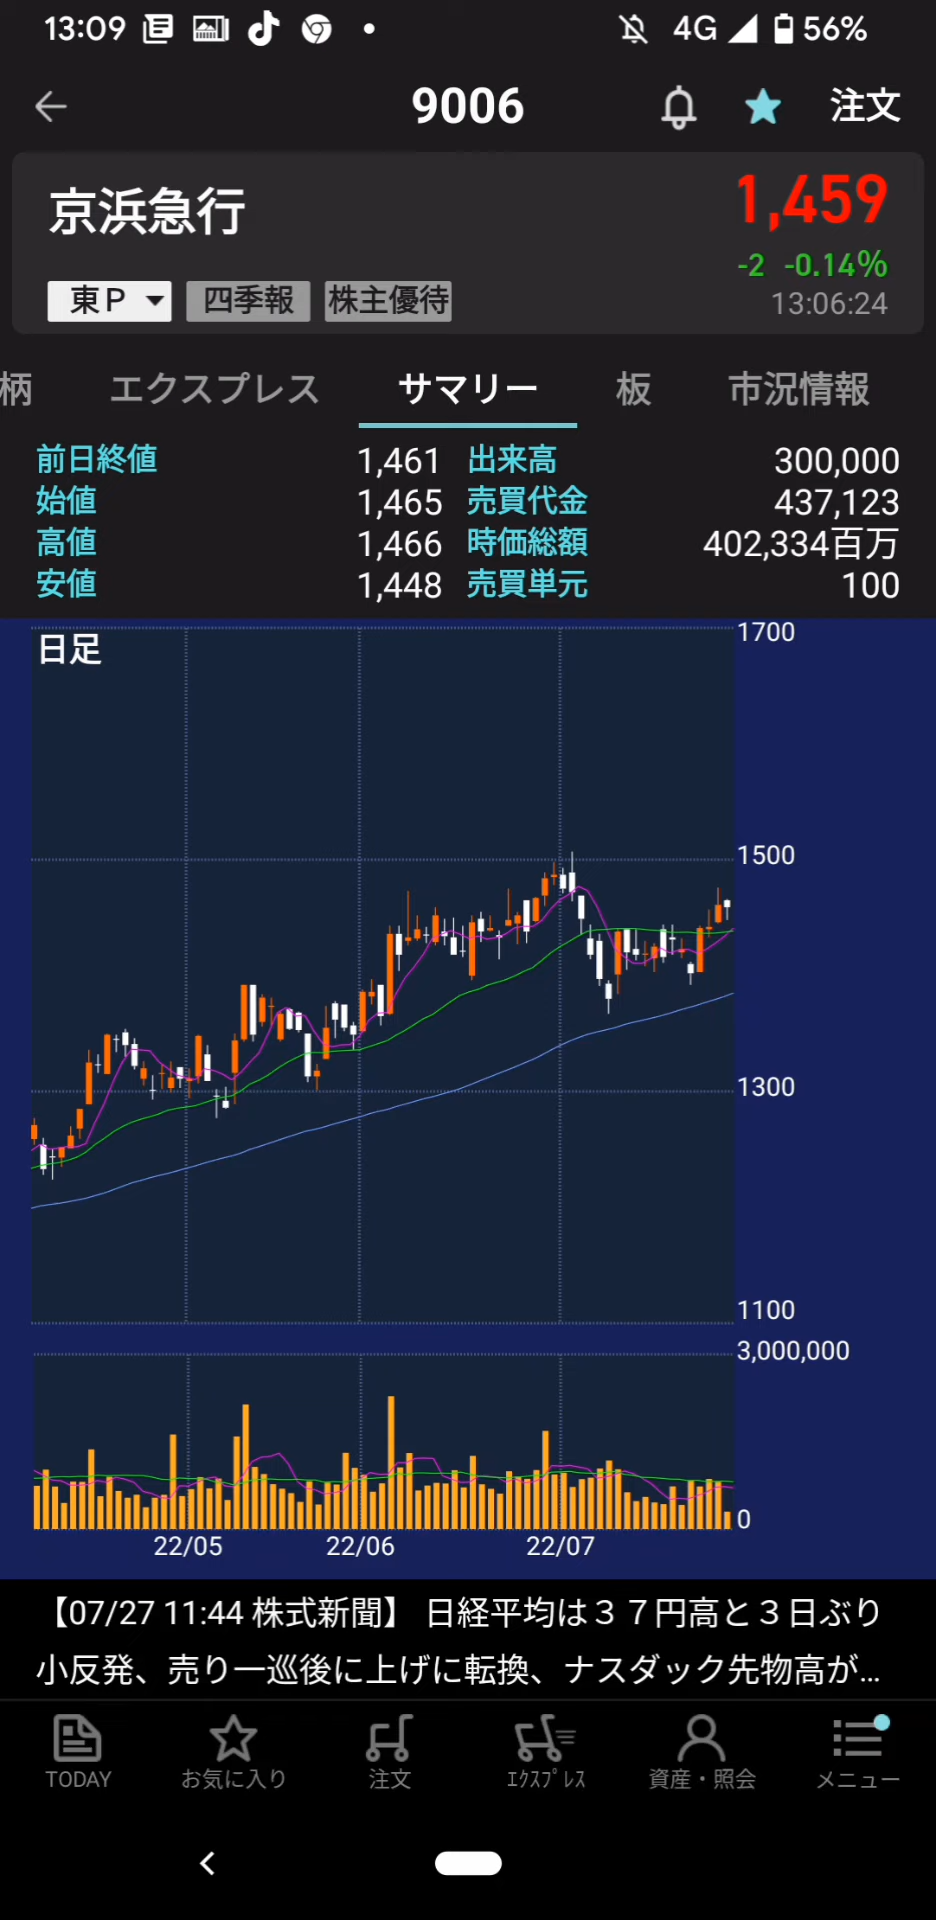 13:09 4G 56%
9006 注文
京浜急行 1,459
-2 -0.14%
東P 四季報 株主優待 13:06:24
柄 エクスプレス サマリー 板 市況情報
前日終値 1,461 出来高 300,000
始値 1,465 売買代金 437,123
高値 1,466 時価総額 402,334百万
安値 1,448 売買単元 100
日足
1700
1500
1300
1100
3,000,000
0
22/05 22/06 22/07
【07/27 11:44 株式新聞】 日経平均は３７円高と３日ぶり
小反発、売り一巡後に上げに転換、ナスダック先物高が…
TODAY お気に入り 注文 ｴｸｽﾌﾟﾚｽ 資産・照会 メニュー